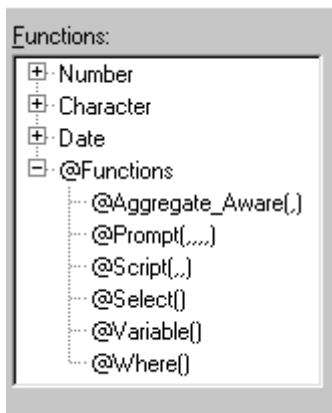 Functions:
Number
Character
Date
@Functions
@Aggregate_Aware(,)
@Prompt(,,,,)
@Script(,,)
@Select()
@Variable()
@Where()